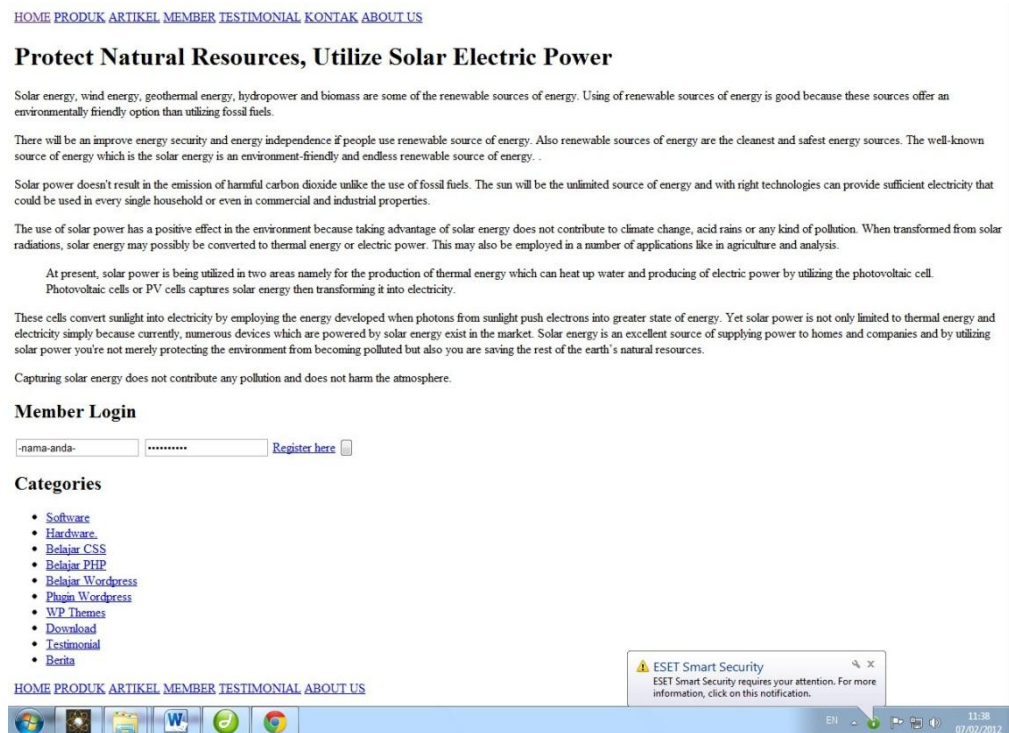 HOME PRODUK ARTIKEL MEMBER TESTIMONIAL KONTAK ABOUT US
Protect Natural Resources, Utilize Solar Electric Power
Solar energy, wind energy, geothermal energy, hydropower and biomass are some of the renewable sources of energy. Using of renewable sources of energy is good because these sources offer an
environmentally friendly option than utilizing fossil fuels.
There will be an improve energy security and energy independence if people use renewable source of energy. Also renewable sources of energy are the cleanest and safest energy sources. The well-known
source of energy which is the solar energy is an environment-friendly and endless renewable source of energy. .
Solar power doesn't result in the emission of harmful carbon dioxide unlike the use of fossil fuels. The sun will be the unlimited source of energy and with right technologies can provide sufficient electricity that
could be used in every single household or even in commercial and industrial properties.
The use of solar power has a positive effect in the environment because taking advantage of solar energy does not contribute to climate change, acid rains or any kind of pollution. When transformed from solar
radiations, solar energy may possibly be converted to thermal energy or electric power. This may also be employed in a number of applications like in agriculture and analysis.
At present, solar power is being utilized in two areas namely for the production of thermal energy which can heat up water and producing of electric power by utilizing the photovoltaic cell.
Photovoltaic cells or PV cells captures solar energy then transforming it into electricity.
These cells convert sunlight into electricity by employing the energy developed when photons from sunlight push electrons into greater state of energy. Yet solar power is not only limited to thermal energy and
electricity simply because currently, numerous devices which are powered by solar energy exist in the market. Solar energy is an excellent source of supplying power to homes and companies and by utilizing
solar power you're not merely protecting the environment from becoming polluted but also you are saving the rest of the earth's natural resources.
Capturing solar energy does not contribute any pollution and does not harm the atmosphere.
Member Login
-nama-anda- •••••••••• Register here
Categories
• Software
• Hardware.
• Belajar CSS
• Belajar PHP
• Belajar Wordpress
• Plugin Wordpress
• WP Themes
• Download
• Testimonial
• Berita
HOME PRODUK ARTIKEL MEMBER TESTIMONIAL ABOUT US
ESET Smart Security
ESET Smart Security requires your attention. For more
information, click on this notification.
EN
11:38
07/02/2012